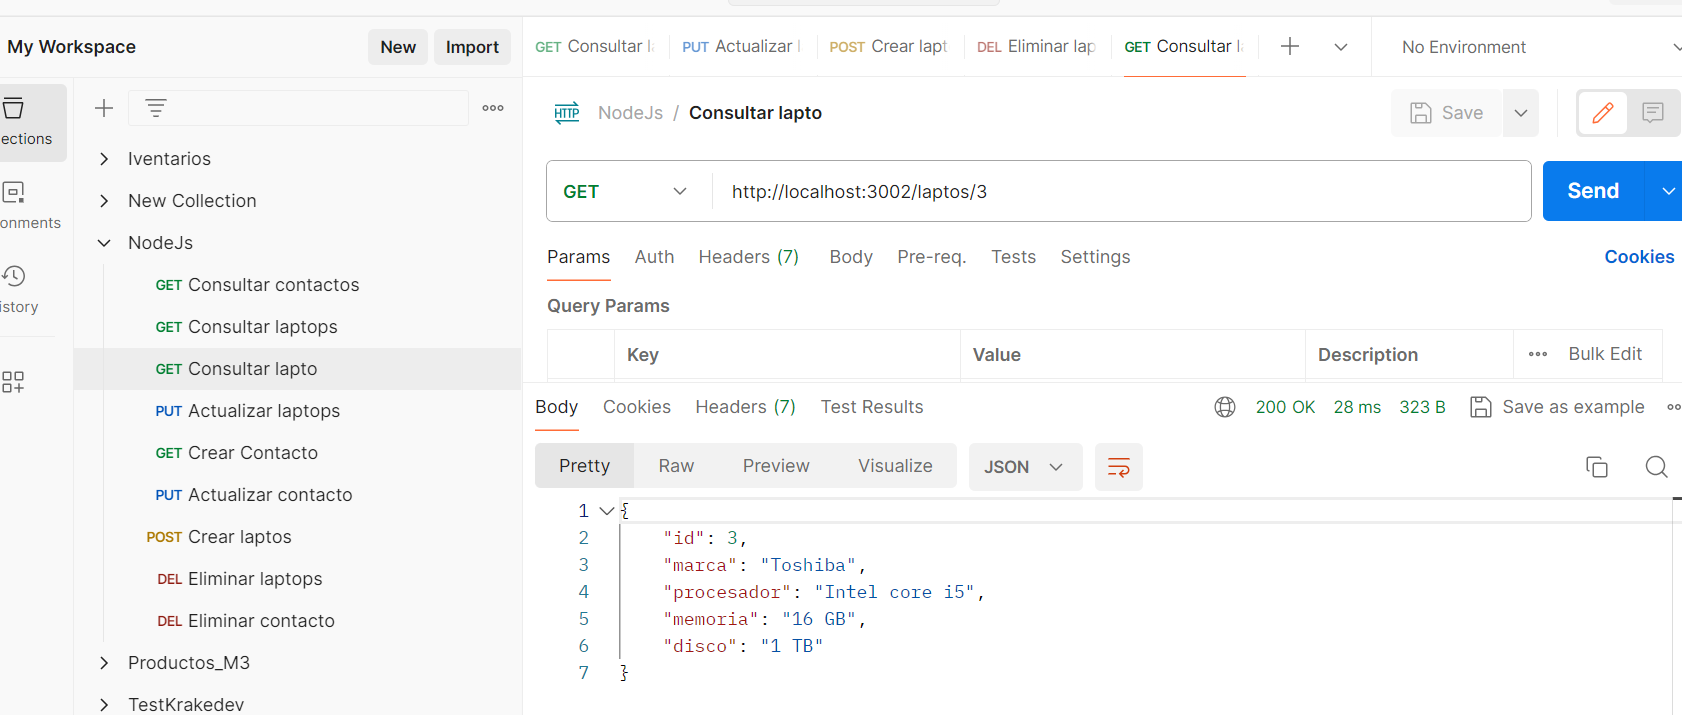 My Workspace
New
Import
GET Consultar l
PUT Actualizar l
POST Crear lapt
DEL Eliminar lap
GET Consultar l
No Environment
ections
onments
istory
Iventarios
New Collection
NodeJs
GET Consultar contactos
GET Consultar laptops
GET Consultar lapto
PUT Actualizar laptops
GET Crear Contacto
PUT Actualizar contacto
POST Crear laptos
DEL Eliminar laptops
DEL Eliminar contacto
Productos_M3
TestKrakedev
HTTP NodeJs / Consultar lapto
Save
GET http://localhost:3002/laptos/3
Send
Params Auth Headers (7) Body Pre-req. Tests Settings Cookies
Query Params
Key Value Description Bulk Edit
Body Cookies Headers (7) Test Results 200 OK 28 ms 323 B Save as example
Pretty Raw Preview Visualize JSON
1 {
2 "id": 3,
3 "marca": "Toshiba",
4 "procesador": "Intel core i5",
5 "memoria": "16 GB",
6 "disco": "1 TB"
7 }